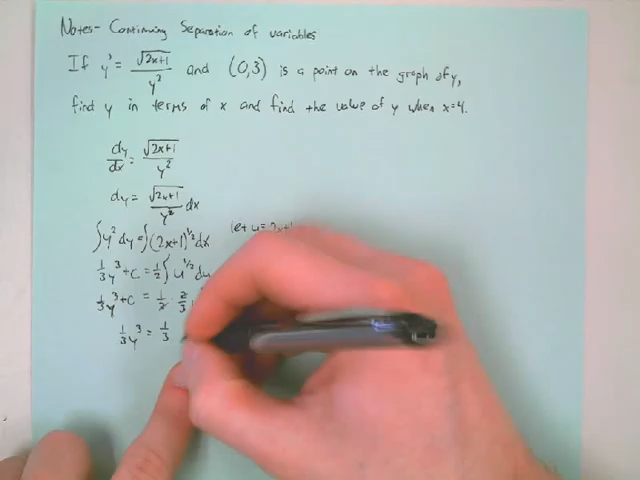 Notes- Continuing Separation of variables
If y' = √(2x+1)/y² and (0,3) is a point on the graph of y,
find y in terms of x and find the value of y when x=4.
dy/dx = √(2x+1)/y²
dy = √(2x+1)/y² dx
∫y² dy = ∫(2x+1)^1/2 dx let u = 2x+1
1/3 y³ + C = 1/2 ∫ u^1/2 du
1/3 y³ + C = 1/2 · 2/3
1/3 y³ = 1/3